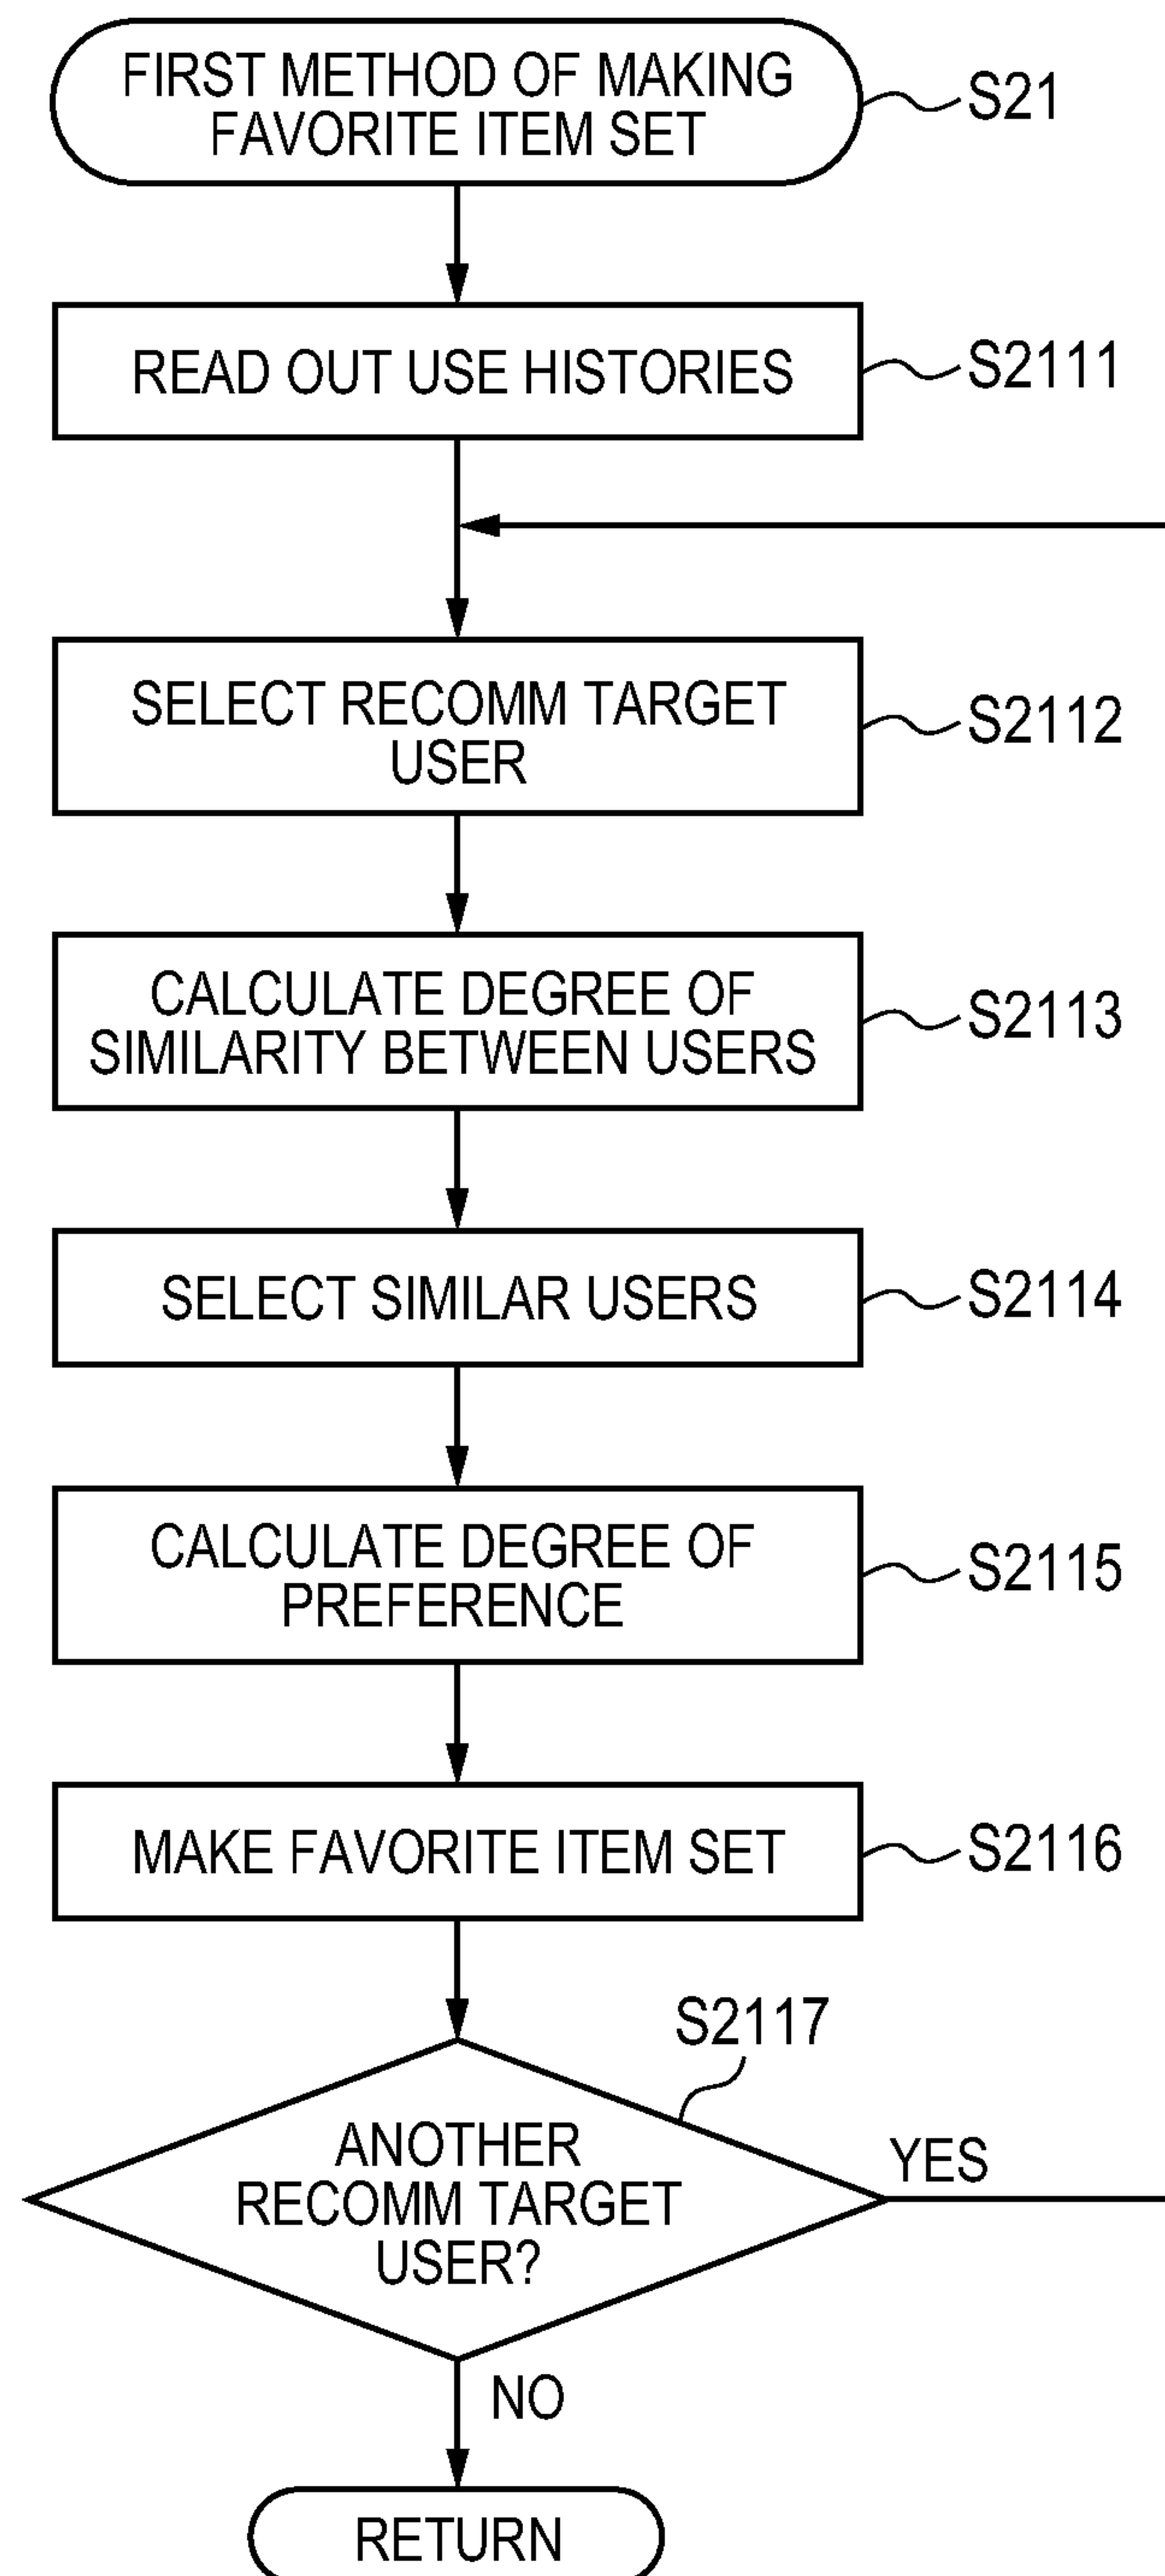 FIRST METHOD OF MAKING
FAVORITE ITEM SET
S21
READ OUT USE HISTORIES
S2111
SELECT RECOMM TARGET
USER
S2112
CALCULATE DEGREE OF
SIMILARITY BETWEEN USERS
S2113
SELECT SIMILAR USERS
S2114
CALCULATE DEGREE OF
PREFERENCE
S2115
MAKE FAVORITE ITEM SET
S2116
S2117
ANOTHER
RECOMM TARGET
USER?
YES
NO
RETURN